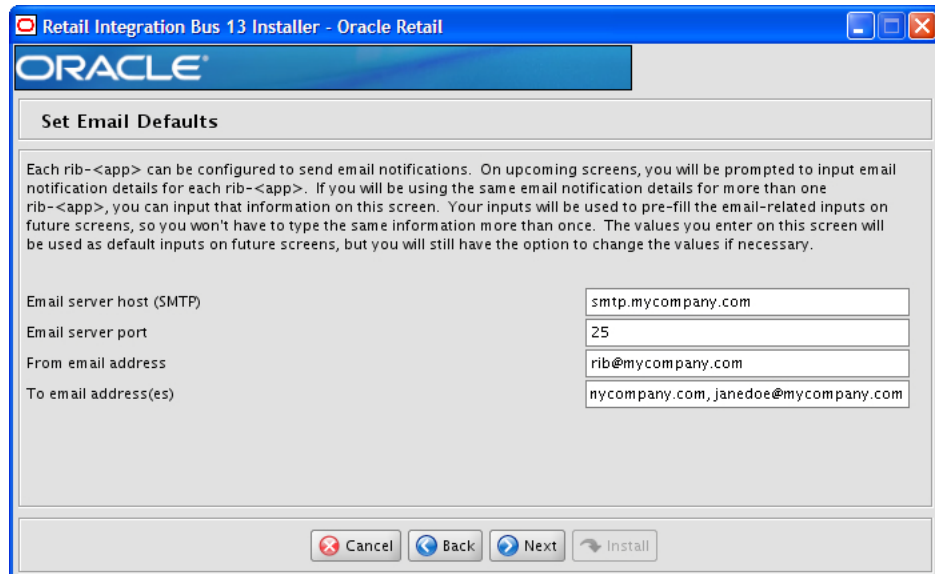 Retail Integration Bus 13 Installer - Oracle Retail
ORACLE®
Set Email Defaults
Each rib-<app> can be configured to send email notifications. On upcoming screens, you will be prompted to input email
notification details for each rib-<app>. If you will be using the same email notification details for more than one
rib-<app>, you can input that information on this screen. Your inputs will be used to pre-fill the email-related inputs on
future screens, so you won't have to type the same information more than once. The values you enter on this screen will
be used as default inputs on future screens, but you will still have the option to change the values if necessary.
Email server host (SMTP) smtp.mycompany.com
Email server port 25
From email address rib@mycompany.com
To email address(es) nycompany.com, janedoe@mycompany.com
Cancel Back Next Install